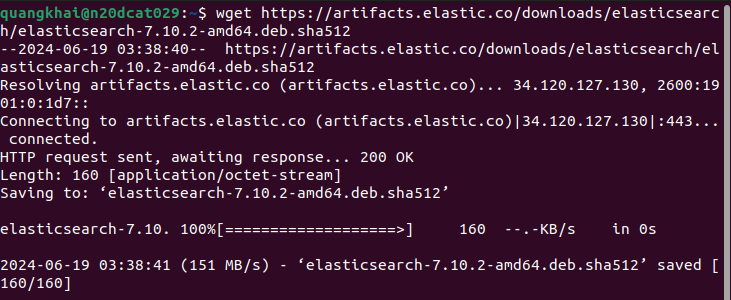 quangkhai@n20dcat029:~$ wget https://artifacts.elastic.co/downloads/elasticsearc
h/elasticsearch-7.10.2-amd64.deb.sha512
--2024-06-19 03:38:40--  https://artifacts.elastic.co/downloads/elasticsearch/el
asticsearch-7.10.2-amd64.deb.sha512
Resolving artifacts.elastic.co (artifacts.elastic.co)... 34.120.127.130, 2600:19
01:0:1d7::
Connecting to artifacts.elastic.co (artifacts.elastic.co)|34.120.127.130|:443...
 connected.
HTTP request sent, awaiting response... 200 OK
Length: 160 [application/octet-stream]
Saving to: ‘elasticsearch-7.10.2-amd64.deb.sha512’
elasticsearch-7.10. 100%[===================>]     160  --.-KB/s    in 0s
2024-06-19 03:38:41 (151 MB/s) - ‘elasticsearch-7.10.2-amd64.deb.sha512’ saved [
160/160]